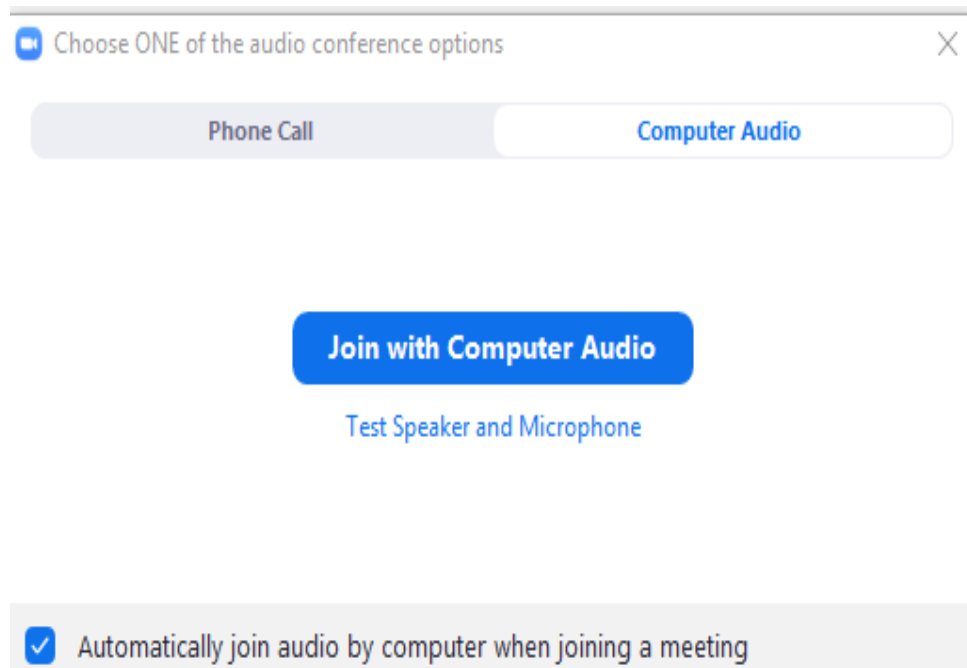 Choose ONE of the audio conference options
Phone Call
Computer Audio
Join with Computer Audio
Test Speaker and Microphone
Automatically join audio by computer when joining a meeting